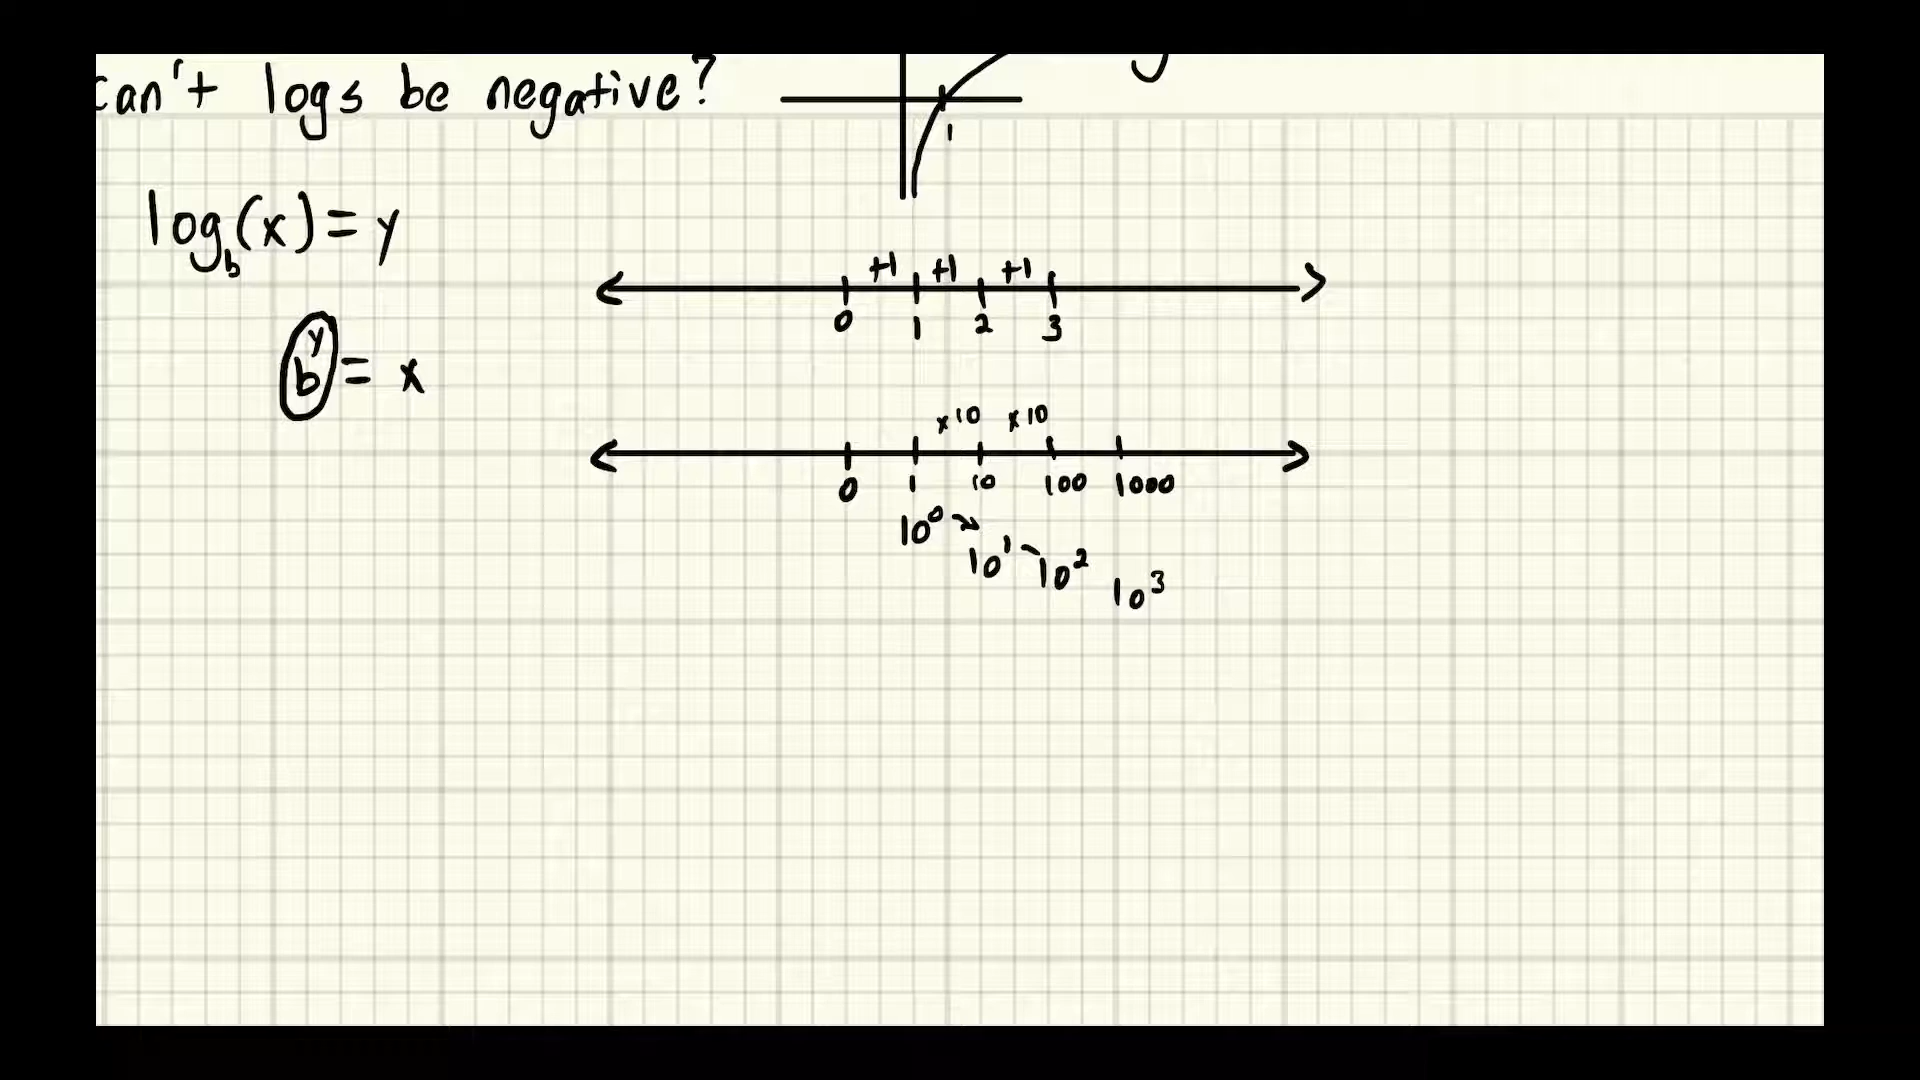 can't logs be negative?
1
log_b(x) = y
+1 +1 +1
0 1 2 3
b^y = x
x10 x10
0 1 10 100 1000
10^0 10^1 10^2 10^3